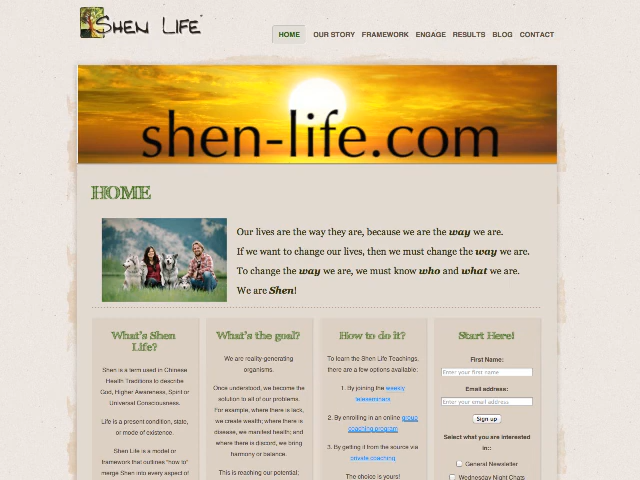 Shen Life
HOME OUR STORY FRAMEWORK ENGAGE RESULTS BLOG CONTACT
shen-life.com
HOME
Our lives are the way they are, because we are the way we are.
If we want to change our lives, then we must change the way we are.
To change the way we are, we must know who and what we are.
We are Shen!
What's Shen
Life?
Shen is a term used in Chinese
Health Traditions to describe
God, Higher Awareness, Spirit or
Universal Consciousness.
Life is a present condition, state,
or mode of existence.
Shen Life is a model or
framework that outlines "how to"
merge Shen into every aspect of
What's the goal?
We are reality-generating
organisms.
Once understood, we become the
solution to all of our problems.
For example, where there is lack,
we create wealth; where there is
disease, we manifest health; and
where there is discord, we bring
harmony or balance.
This is reaching our potential;
How to do it?
To learn the Shen Life Teachings,
there are a few options available:
1. By joining the weekly
teleseminars
2. By enrolling in an online group
coaching program
3. By getting it from the source via
private coaching
The choice is yours!
Start Here!
First Name:
Enter your first name
Email address:
Enter your email address
Sign up
Select what you are interested
in::
General Newsletter
Wednesday Night Chats